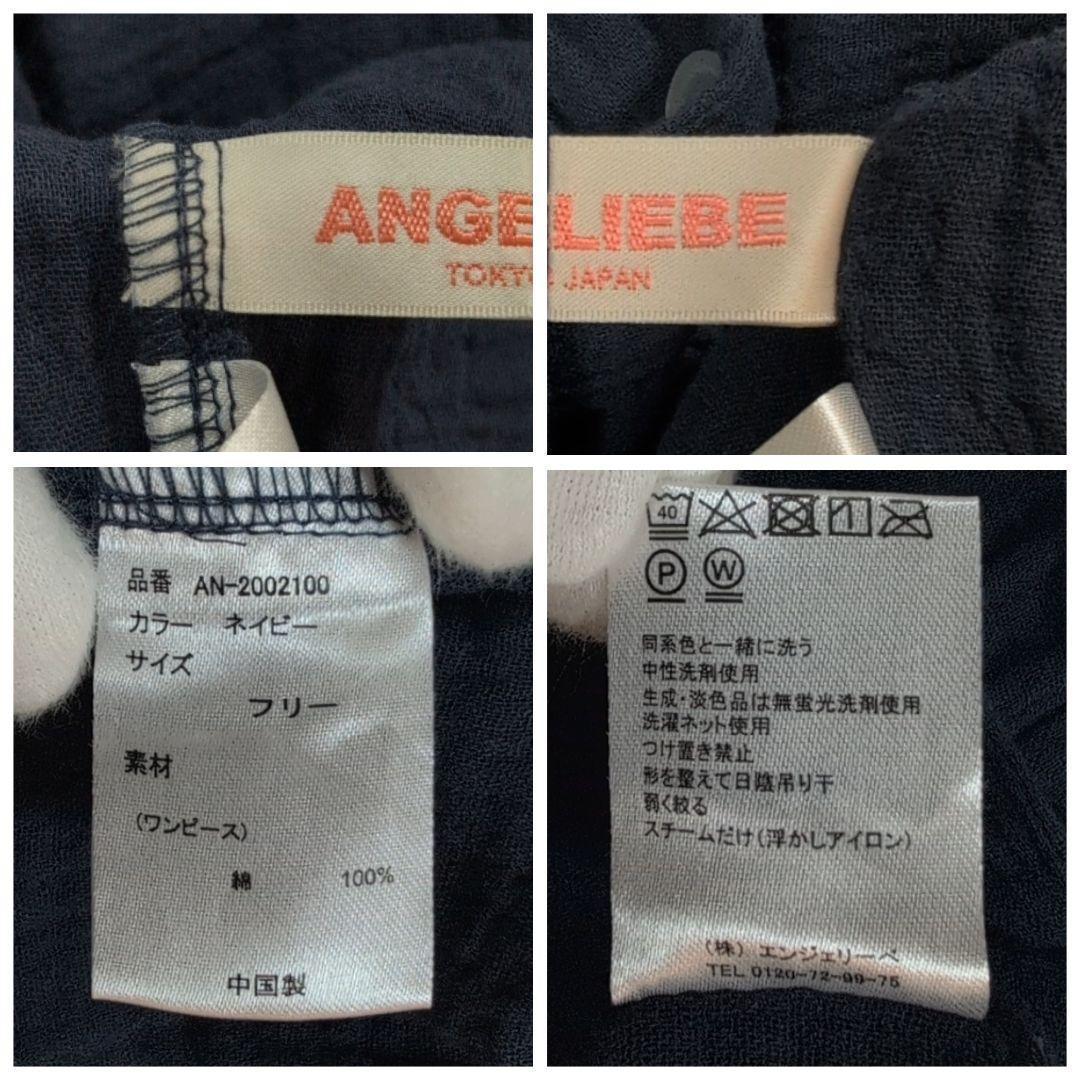 ANGE
TOKYO
LIEBE
JAPAN
品番 AN-2002100
カラー ネイビー
サイズ
フリー
素材
(ワンピース)
綿 100%
中国製
40
P W
同系色と一緒に洗う
中性洗剤使用
生成・淡色品は無蛍光洗剤使用
洗濯ネット使用
つけ置き禁止
形を整えて日陰吊り干
弱く絞る
スチームだけ(浮かしアイロン)
(株) エンジェリーベ
TEL 0120-72-99-75